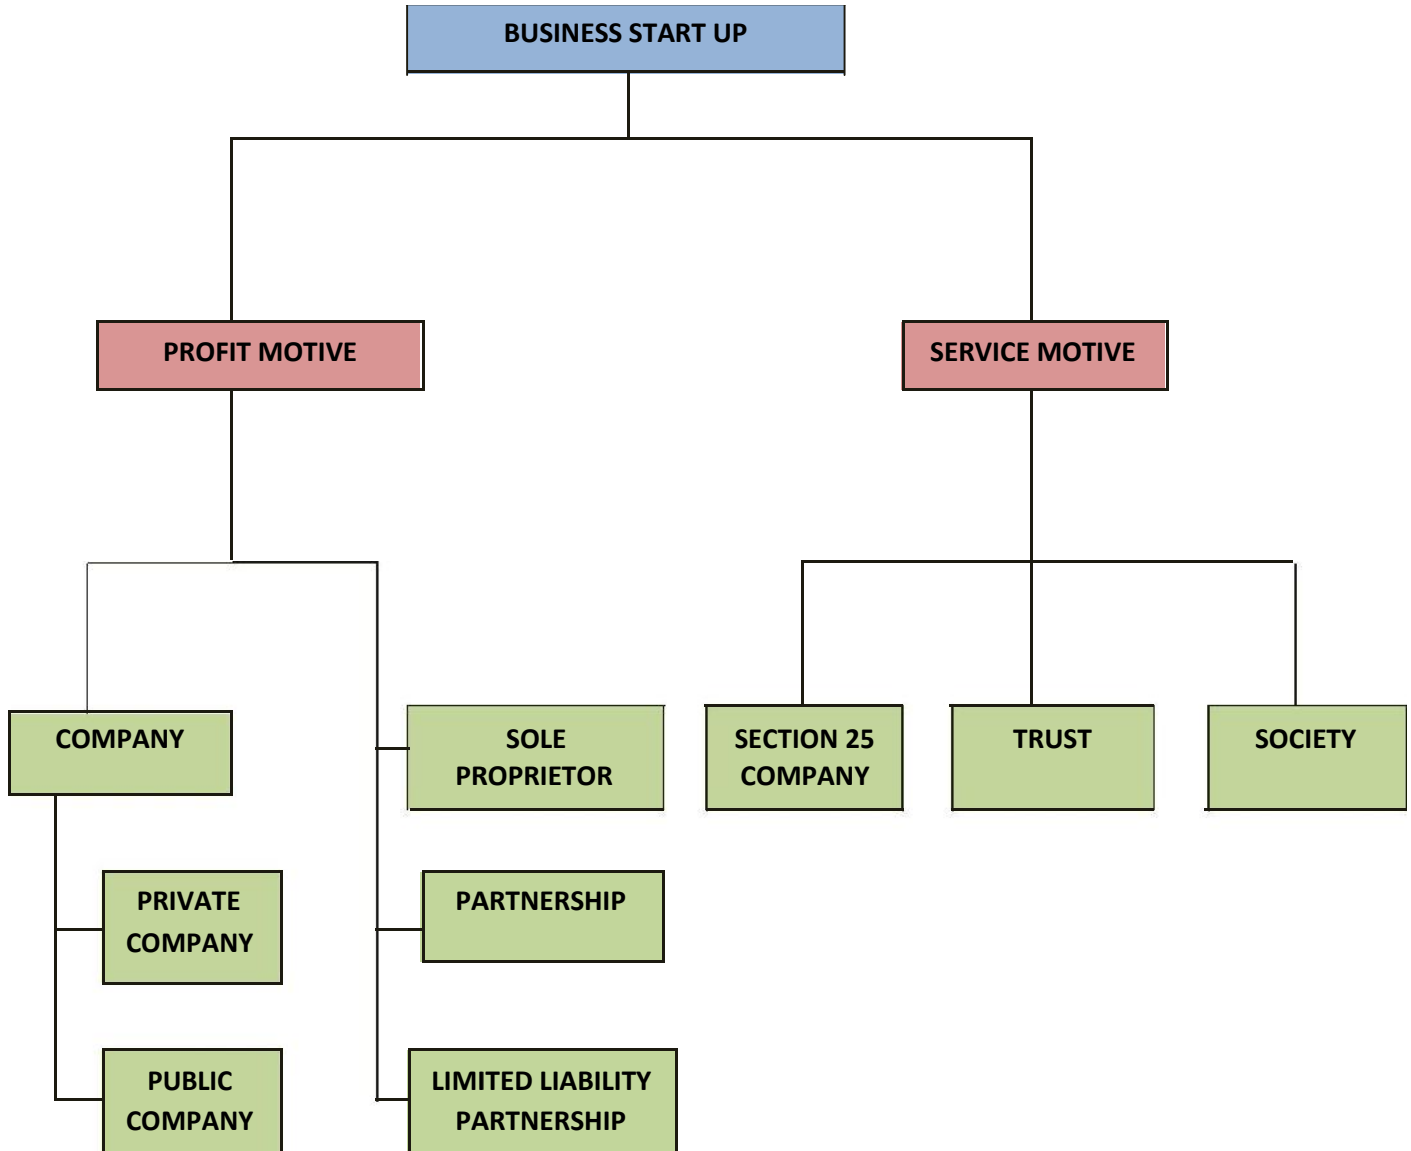 BUSINESS START UP
PROFIT MOTIVE
SERVICE MOTIVE
COMPANY
SOLE
PROPRIETOR
SECTION 25
COMPANY
TRUST
SOCIETY
PRIVATE
COMPANY
PARTNERSHIP
PUBLIC
COMPANY
LIMITED LIABILITY
PARTNERSHIP